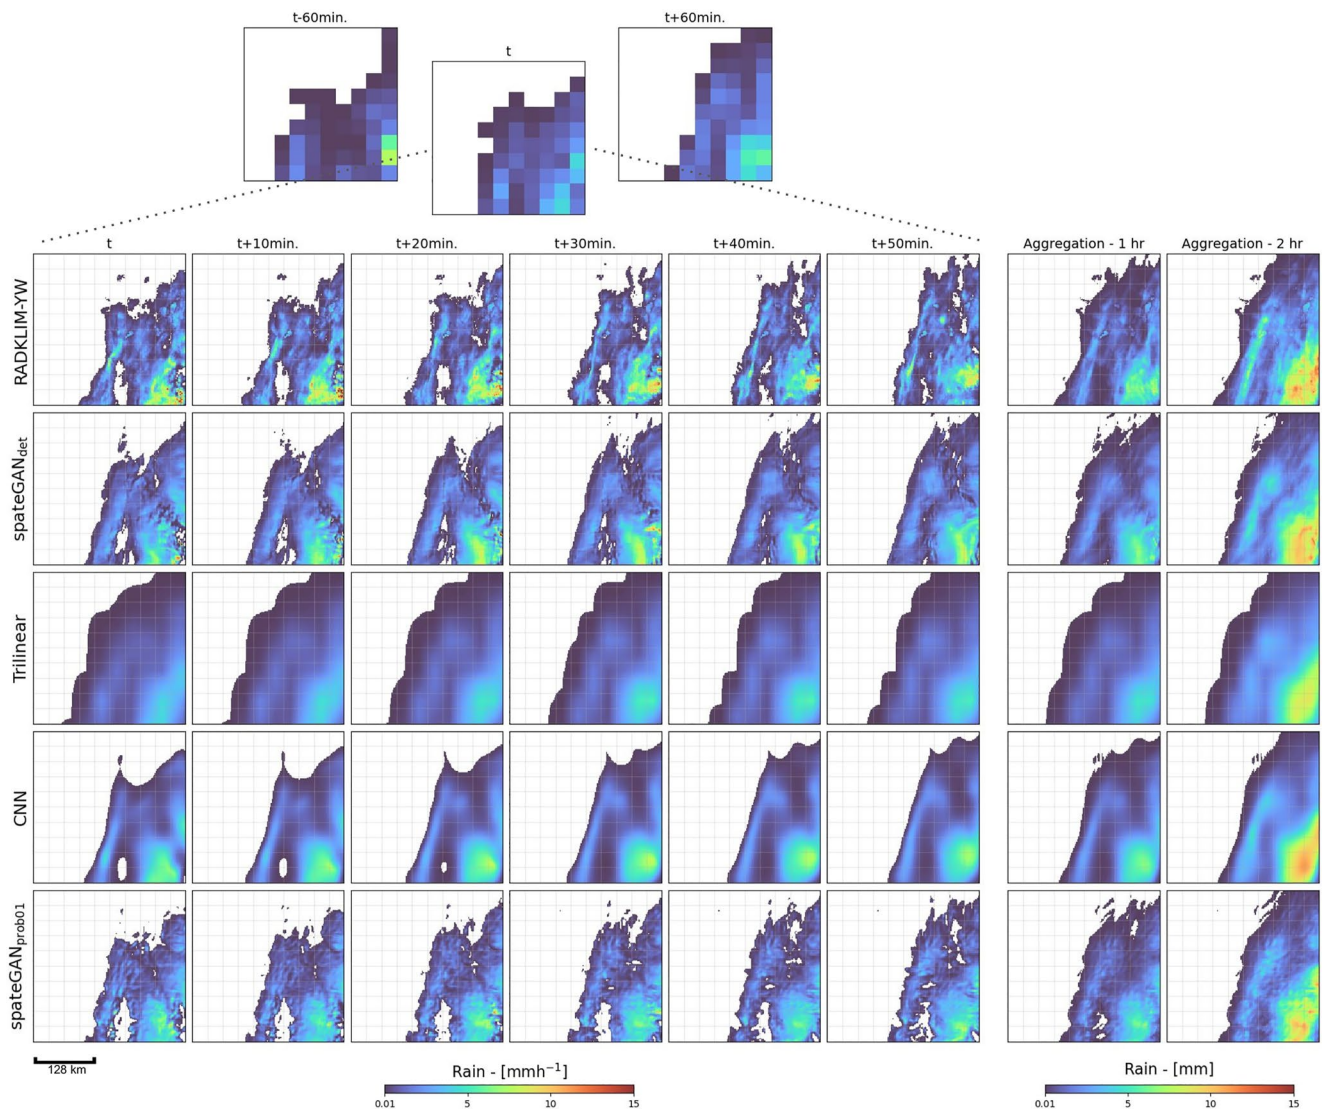 t-60min.
t
t+60min.
t
t+10min.
t+20min.
t+30min.
t+40min.
t+50min.
Aggregation - 1 hr
Aggregation - 2 hr
RADKLIM-YW
spateGANdet
Trilinear
CNN
spateGANprob01
128 km
Rain - [mmh⁻¹]
0.01 5 10 15
Rain - [mm]
0.01 5 10 15